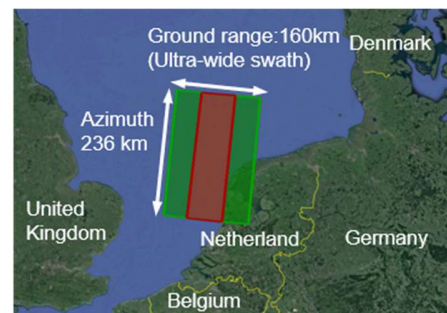 Ground range:160km
(Ultra-wide swath)
Denmark
Azimuth
236 km
United
Kingdom
Netherland
Germany
Belgium